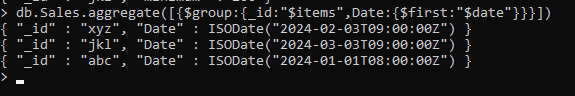 > db.Sales.aggregate([{$group:{_id:"$items",Date:{$first:"$date"}}}])
{ "_id" : "xyz", "Date" : ISODate("2024-02-03T09:00:00Z") }
{ "_id" : "jkl", "Date" : ISODate("2024-03-03T09:00:00Z") }
{ "_id" : "abc", "Date" : ISODate("2024-01-01T08:00:00Z") }
>